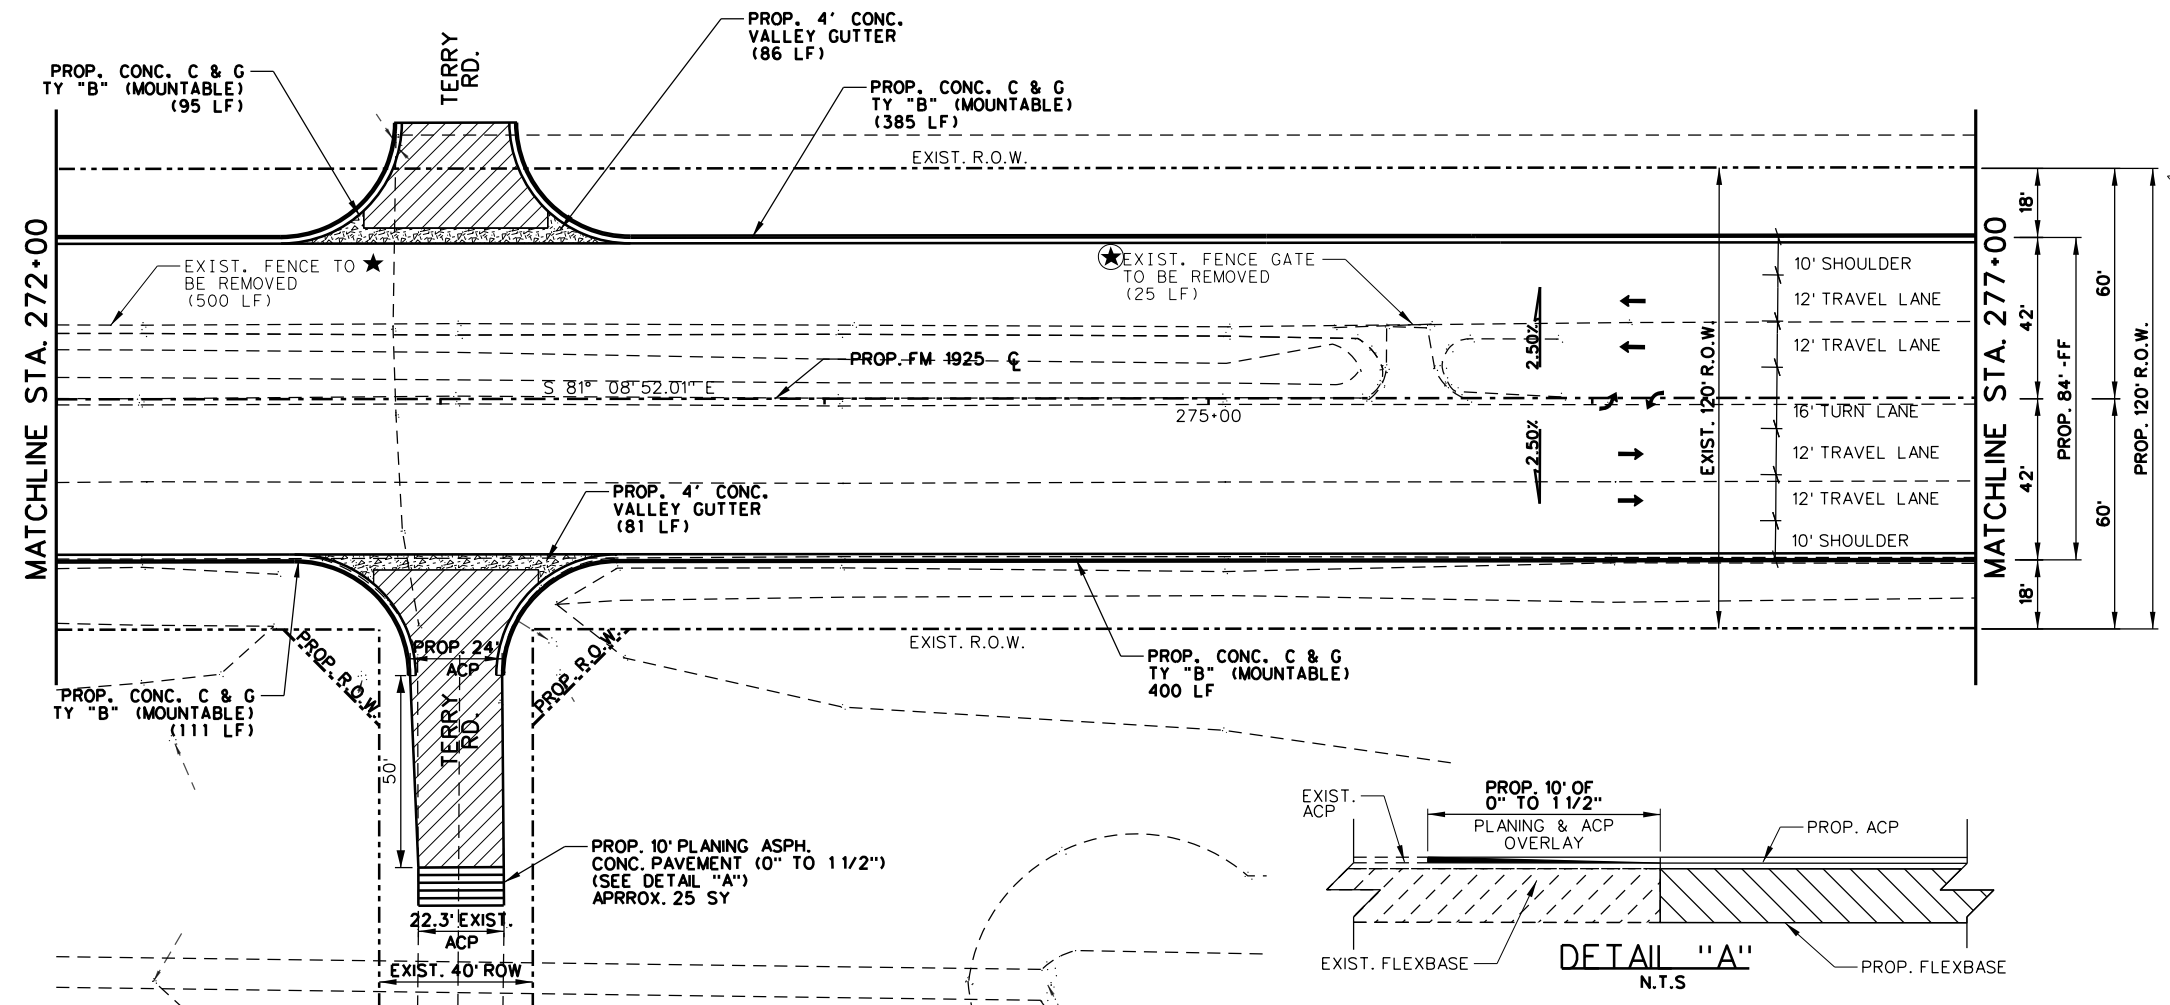 PROP. 4' CONC.
VALLEY GUTTER
(86 LF)
TERRY
RD.
PROP. CONC. C & G
TY "B" (MOUNTABLE)
(95 LF)
PROP. CONC. C & G
TY "B" (MOUNTABLE)
(385 LF)
EXIST. R.O.W.
MATCHLINE STA. 272+00
EXIST. FENCE TO
BE REMOVED
(500 LF)
EXIST. FENCE GATE
TO BE REMOVED
(25 LF)
PROP. FM 1925 ℄
S 81° 08' 52.01" E
275+00
2.50%
2.50%
EXIST. 120' R.O.W.
10' SHOULDER
12' TRAVEL LANE
12' TRAVEL LANE
16' TURN LANE
12' TRAVEL LANE
12' TRAVEL LANE
10' SHOULDER
MATCHLINE STA. 277+00
18'
42'
42'
18'
PROP. 84' -FF
60'
60'
PROP. 120' R.O.W.
PROP. 4' CONC.
VALLEY GUTTER
(81 LF)
EXIST. R.O.W.
PROP. CONC. C & G
TY "B" (MOUNTABLE)
400 LF
PROP. R.O.W.
PROP. R.O.W.
PROP. 24'
ACP
PROP. CONC. C & G
TY "B" (MOUNTABLE)
(111 LF)
TERRY
RD.
50'
PROP. 10' PLANING ASPH.
CONC. PAVEMENT (0" TO 1 1/2")
(SEE DETAIL "A")
APRROX. 25 SY
22.3' EXIST.
ACP
EXIST. 40' ROW
PROP. 10' OF
0" TO 1 1/2"
PLANING & ACP
OVERLAY
EXIST.
ACP
PROP. ACP
EXIST. FLEXBASE
PROP. FLEXBASE
DETAIL "A"
N.T.S